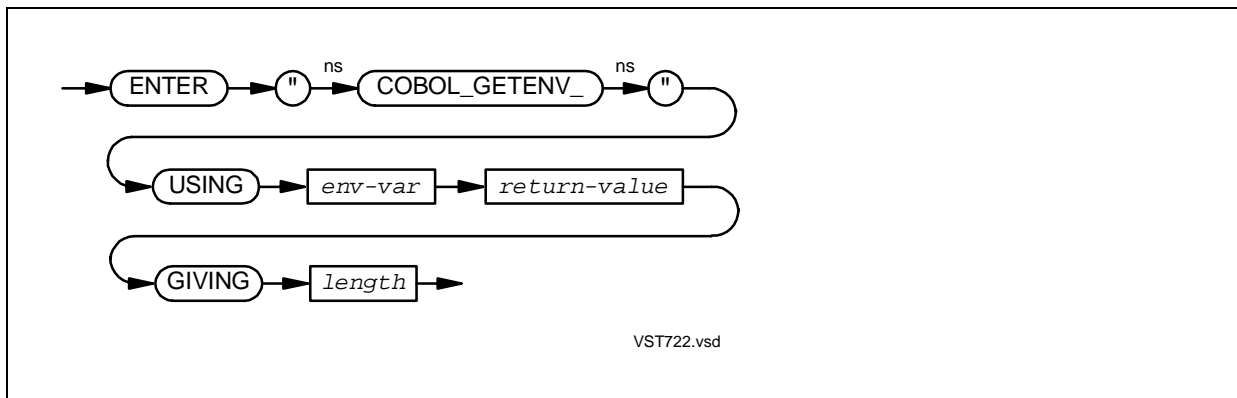 ns ns
ENTER " COBOL_GETENV_ "
USING env-var return-value
GIVING length
VST722.vsd